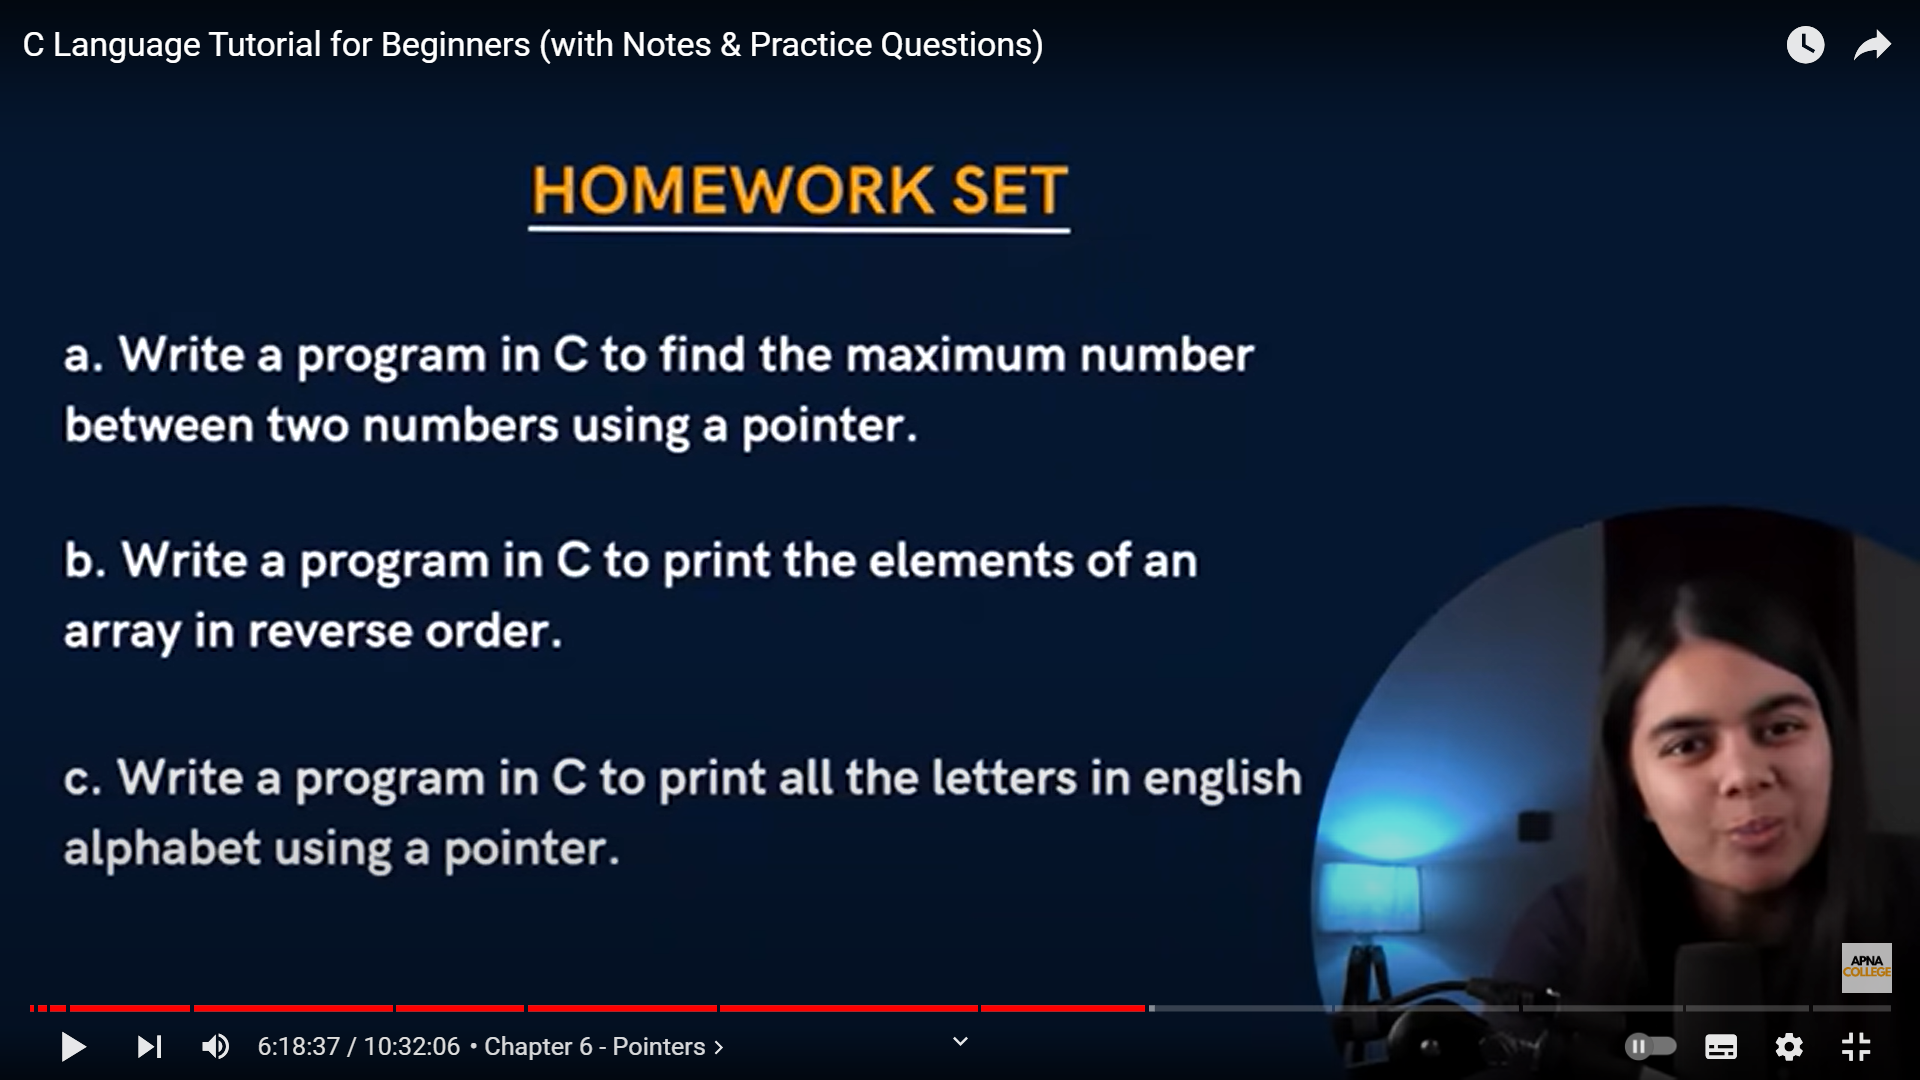 C Language Tutorial for Beginners (with Notes & Practice Questions)
HOMEWORK SET
a. Write a program in C to find the maximum number
between two numbers using a pointer.
b. Write a program in C to print the elements of an
array in reverse order.
c. Write a program in C to print all the letters in english
alphabet using a pointer.
APNA
COLLEGE
6:18:37 / 10:32:06 • Chapter 6 - Pointers